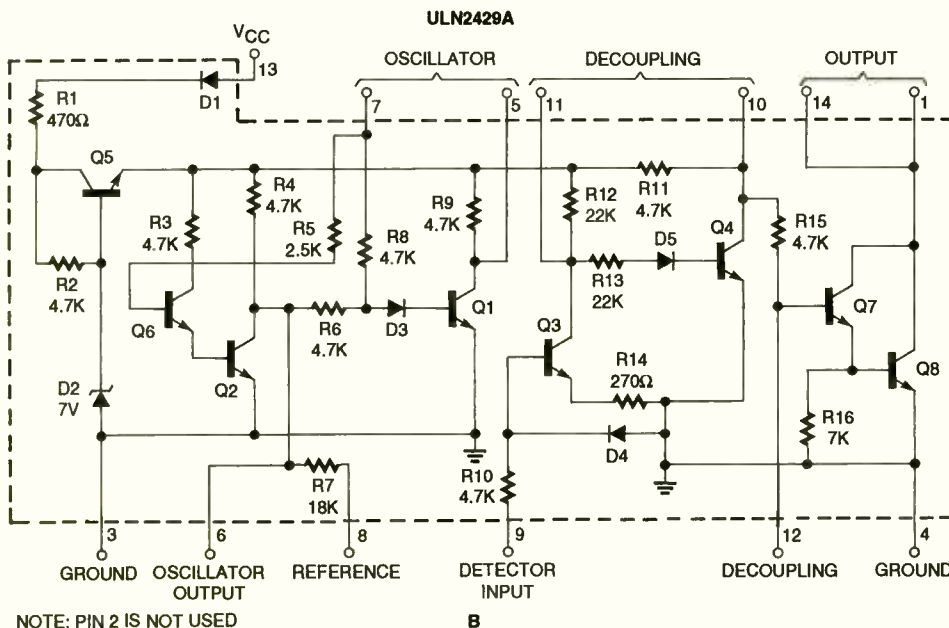 ULN2429A
VCC
13
OSCILLATOR
DECOUPLING
OUTPUT
7
5
11
10
14
1
D1
R1
470Ω
Q5
R3
4.7K
R4
4.7K
R5
2.5K
R8
4.7K
R9
4.7K
R12
22K
R11
4.7K
Q4
R15
4.7K
D5
R13
22K
R2
4.7K
Q6
R6
4.7K
D3
Q1
Q7
Q3
R14
270Ω
Q8
D2
7V
Q2
R16
7K
D4
R7
18K
R10
4.7K
3
6
8
9
12
4
GROUND
OSCILLATOR
OUTPUT
REFERENCE
DETECTOR
INPUT
DECOUPLING
GROUND
NOTE: PIN 2 IS NOT USED
B